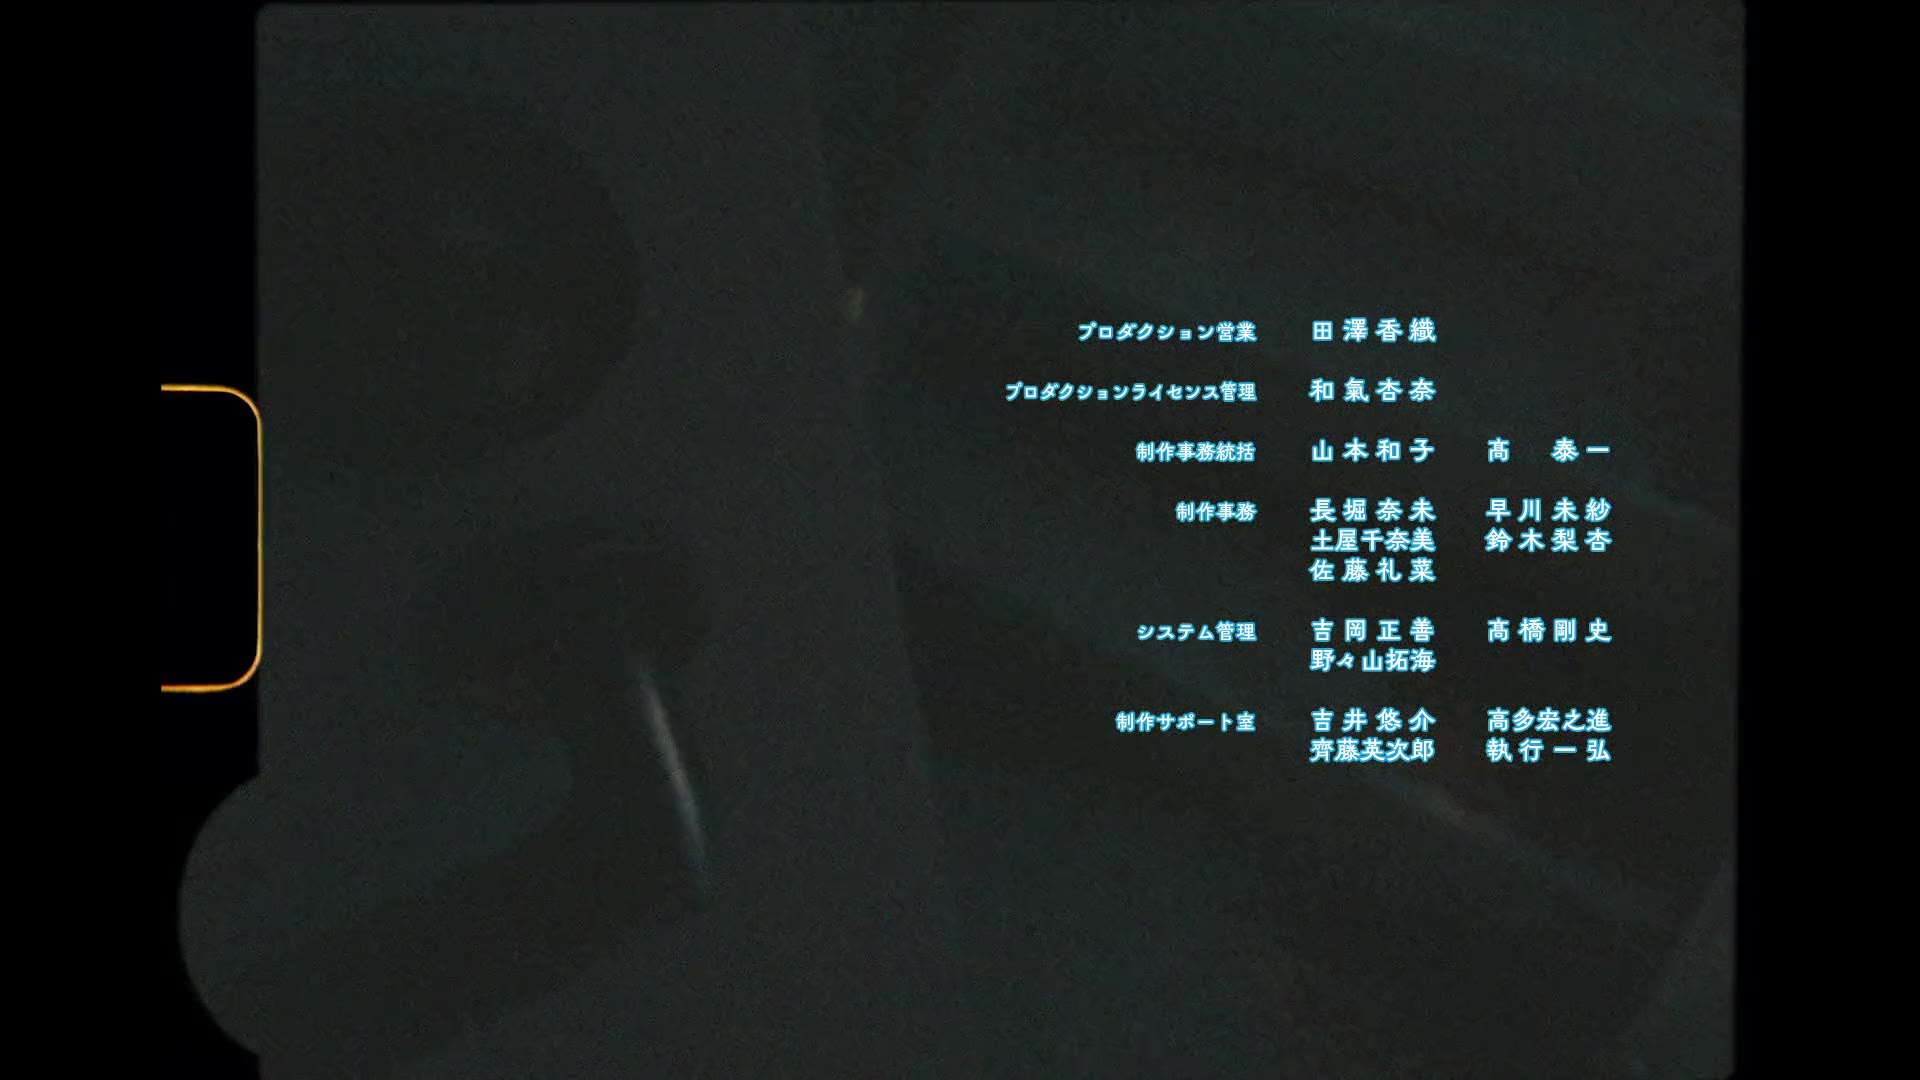 プロダクション営業 田澤香織
プロダクションライセンス管理 和氣杏奈
制作事務統括 山本和子 髙 泰一
制作事務 長堀奈未 早川未紗
土屋千奈美 鈴木梨杏
佐藤礼菜
システム管理 吉岡正善 髙橋剛史
野々山拓海
制作サポート室 吉井悠介 高多宏之進
齊藤英次郎 執行一弘